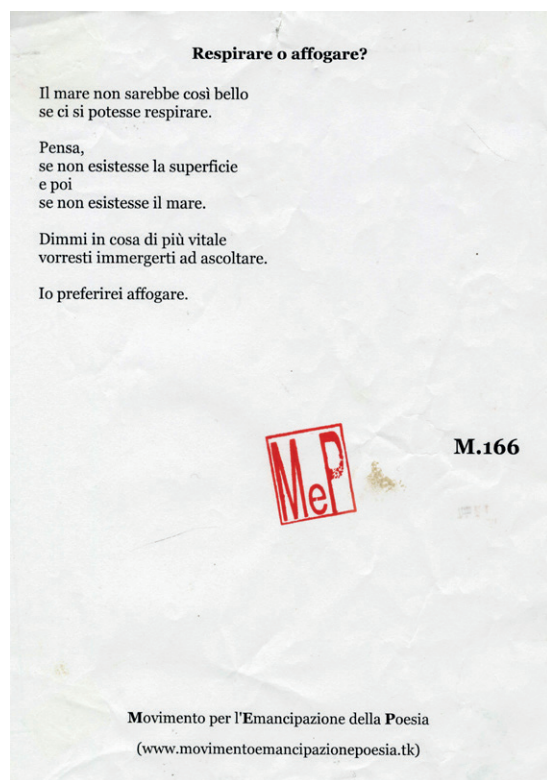 Respirare o affogare?
Il mare non sarebbe così bello
se ci si potesse respirare.
Pensa,
se non esistesse la superficie
e poi
se non esistesse il mare.
Dimmi in cosa di più vitale
vorresti immergerti ad ascoltare.
Io preferirei affogare.
MeP
M.166
Movimento per l'Emancipazione della Poesia
(www.movimentoemancipazionepoesia.tk)